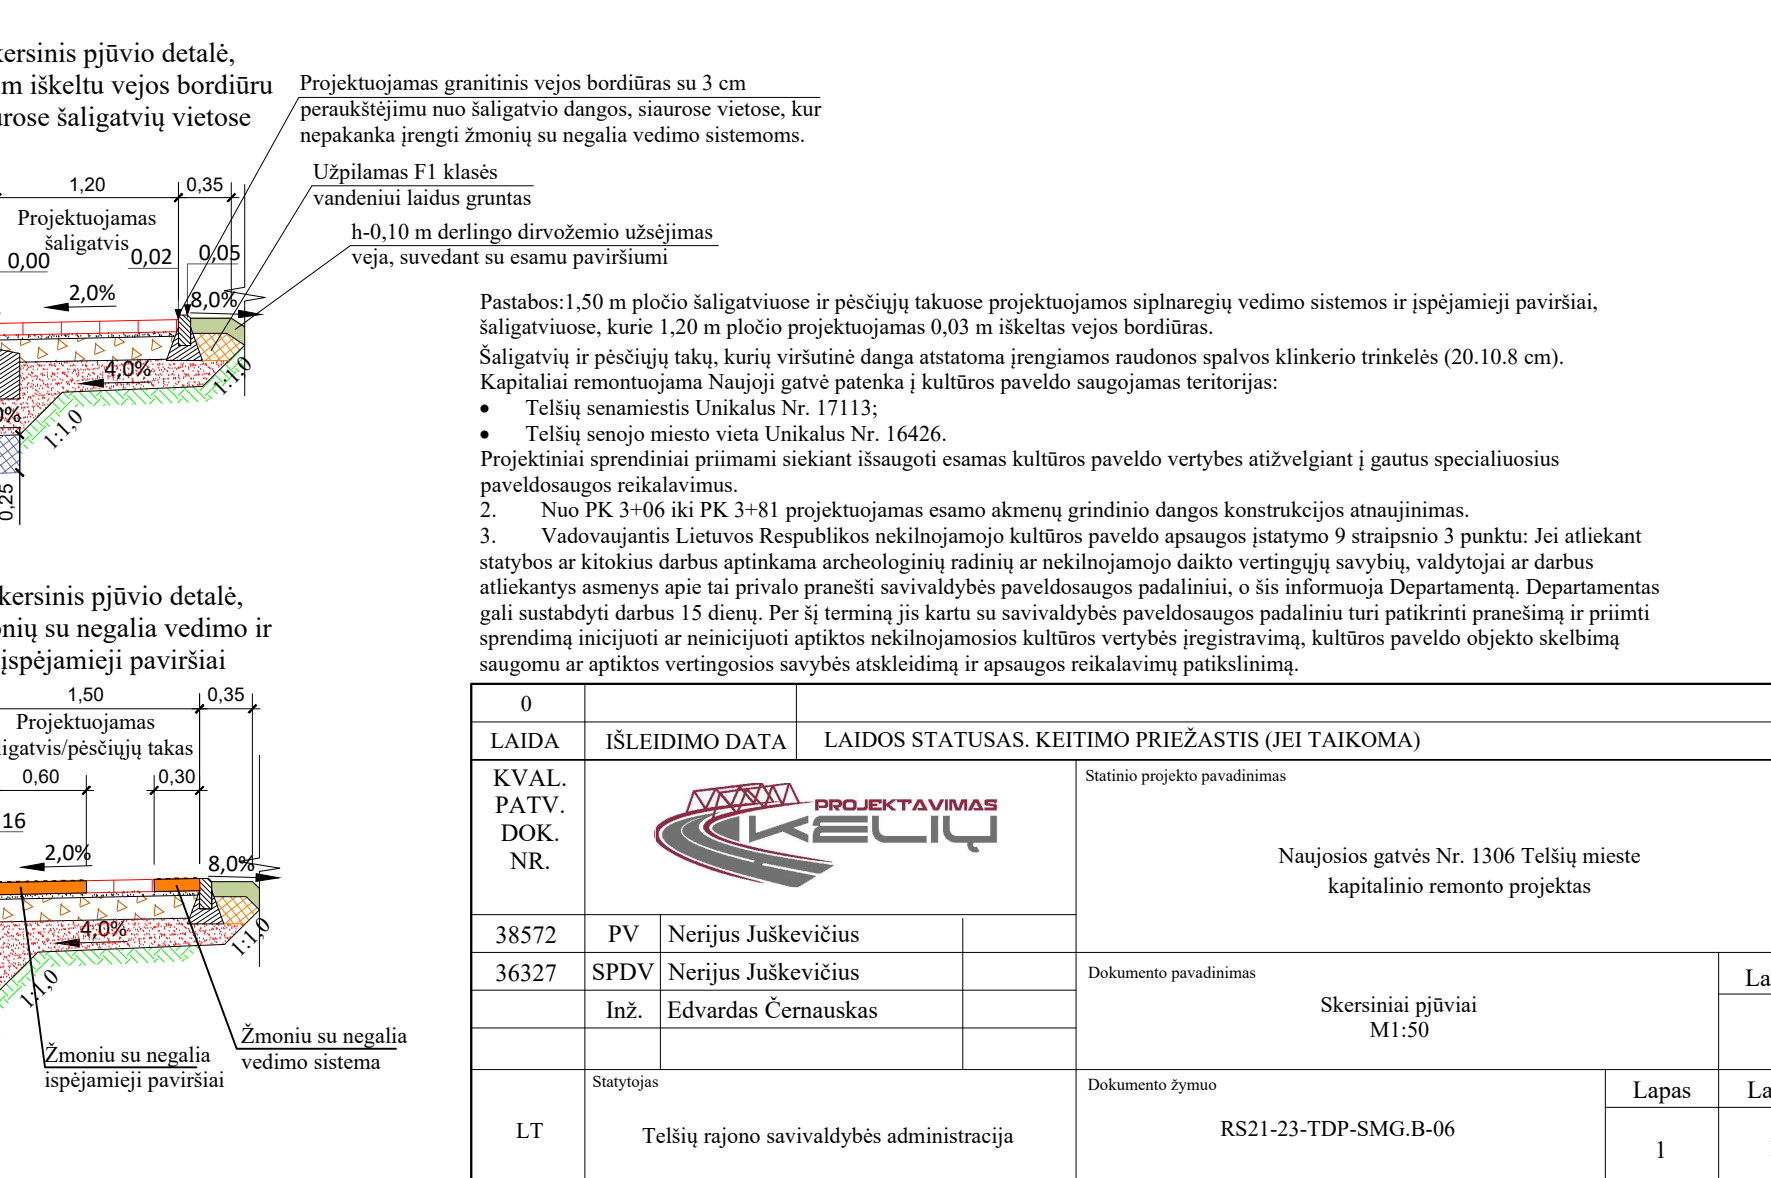 kersinis pjūvio detalė,
m iškeltu vejos bordiūru
urose šaligatvių vietose
Projektuojamas granitinis vejos bordiūras su 3 cm
peraukštėjimu nuo šaligatvio dangos, siaurose vietose, kur
nepakanka įrengti žmonių su negalia vedimo sistemoms.
Užpilamas F1 klasės
vandeniui laidus gruntas
h-0,10 m derlingo dirvožemio užsėjimas
veja, suvedant su esamu paviršiumi
1,20
0,35
Projektuojamas
šaligatvis
0,00
0,02
0,05
2,0%
8,0%
4,0%
1:1,0
1:1,0
0%
0,25
Pastabos:1,50 m pločio šaligatviuose ir pėsčiųjų takuose projektuojamos siplnaregių vedimo sistemos ir įspėjamieji paviršiai,
šaligatviuose, kurie 1,20 m pločio projektuojamas 0,03 m iškeltas vejos bordiūras.
Šaligatvių ir pėsčiųjų takų, kurių viršutinė danga atstatoma įrengiamos raudonos spalvos klinkerio trinkelės (20.10.8 cm).
Kapitaliai remontuojama Naujoji gatvė patenka į kultūros paveldo saugojamas teritorijas:
• Telšių senamiestis Unikalus Nr. 17113;
• Telšių senojo miesto vieta Unikalus Nr. 16426.
Projektiniai sprendiniai priimami siekiant išsaugoti esamas kultūros paveldo vertybes atižvelgiant į gautus specialiuosius
paveldosaugos reikalavimus.
2. Nuo PK 3+06 iki PK 3+81 projektuojamas esamo akmenų grindinio dangos konstrukcijos atnaujinimas.
3. Vadovaujantis Lietuvos Respublikos nekilnojamojo kultūros paveldo apsaugos įstatymo 9 straipsnio 3 punktu: Jei atliekant
statybos ar kitokius darbus aptinkama archeologinių radinių ar nekilnojamojo daikto vertingųjų savybių, valdytojai ar darbus
atliekantys asmenys apie tai privalo pranešti savivaldybės paveldosaugos padaliniui, o šis informuoja Departamentą. Departamentas
gali sustabdyti darbus 15 dienų. Per šį terminą jis kartu su savivaldybės paveldosaugos padaliniu turi patikrinti pranešimą ir priimti
sprendimą inicijuoti ar neinicijuoti aptiktos nekilnojamosios kultūros vertybės įregistravimą, kultūros paveldo objekto skelbimą
saugomu ar aptiktos vertingosios savybės atskleidimą ir apsaugos reikalavimų patikslinimą.
kersinis pjūvio detalė,
onių su negalia vedimo ir
įspėjamieji paviršiai
1,50
0,35
Projektuojamas
ligatvis/pėsčiųjų takas
0,60
0,30
16
2,0%
8,0%
4,0%
1:1,0
1:1,0
Žmoniu su negalia
ispėjamieji paviršiai
Žmoniu su negalia
vedimo sistema
0
LAIDA
IŠLEIDIMO DATA
LAIDOS STATUSAS. KEITIMO PRIEŽASTIS (JEI TAIKOMA)
KVAL.
PATV.
DOK.
NR.
PROJEKTAVIMAS
KELIŲ
Statinio projekto pavadinimas
Naujosios gatvės Nr. 1306 Telšių mieste
kapitalinio remonto projektas
38572 PV Nerijus Juškevičius
36327 SPDV Nerijus Juškevičius
Inž. Edvardas Černauskas
Dokumento pavadinimas
Skersiniai pjūviai
M1:50
La
LT
Statytojas
Telšių rajono savivaldybės administracija
Dokumento žymuo
RS21-23-TDP-SMG.B-06
Lapas
La
1